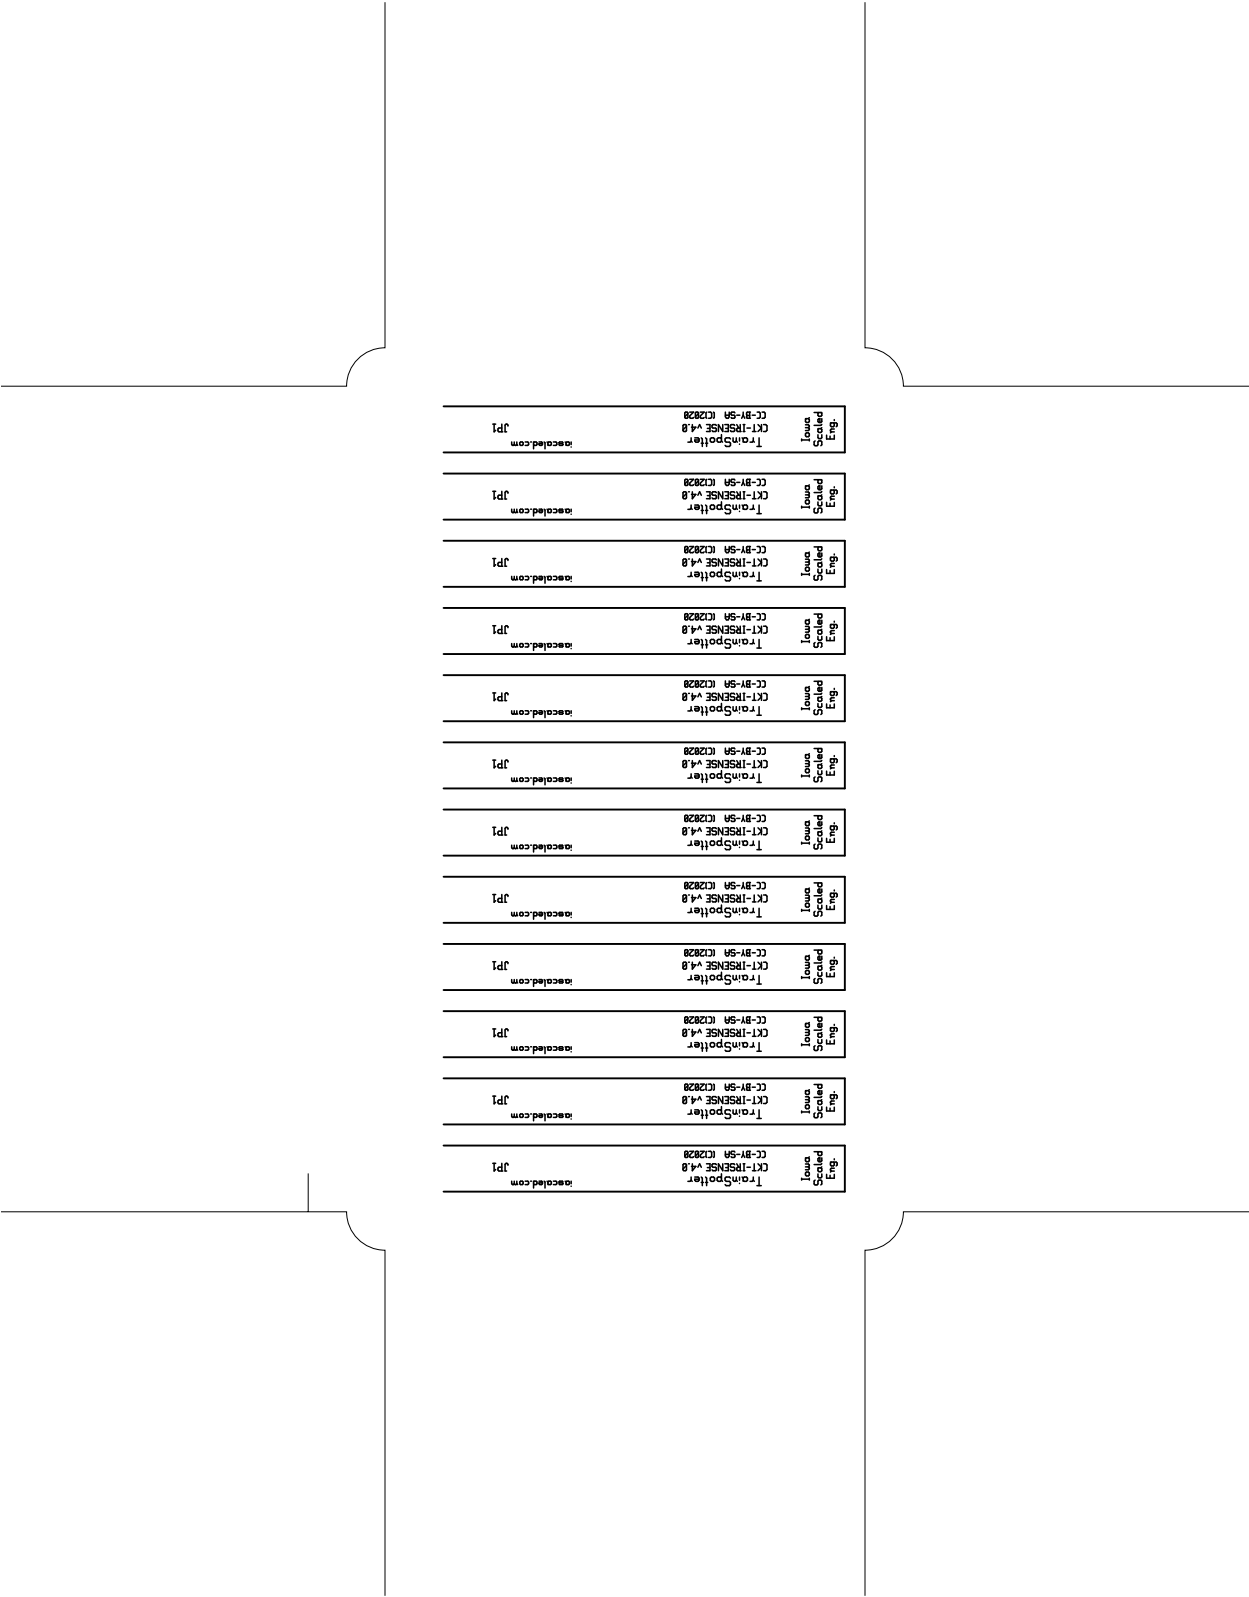 Iowa
Scaled
Eng.
TrainSpotter
CKT-IRSENSE v4.0
CC-BY-SA (C)2020
iascaled.com
JP1
Iowa
Scaled
Eng.
TrainSpotter
CKT-IRSENSE v4.0
CC-BY-SA (C)2020
iascaled.com
JP1
Iowa
Scaled
Eng.
TrainSpotter
CKT-IRSENSE v4.0
CC-BY-SA (C)2020
iascaled.com
JP1
Iowa
Scaled
Eng.
TrainSpotter
CKT-IRSENSE v4.0
CC-BY-SA (C)2020
iascaled.com
JP1
Iowa
Scaled
Eng.
TrainSpotter
CKT-IRSENSE v4.0
CC-BY-SA (C)2020
iascaled.com
JP1
Iowa
Scaled
Eng.
TrainSpotter
CKT-IRSENSE v4.0
CC-BY-SA (C)2020
iascaled.com
JP1
Iowa
Scaled
Eng.
TrainSpotter
CKT-IRSENSE v4.0
CC-BY-SA (C)2020
iascaled.com
JP1
Iowa
Scaled
Eng.
TrainSpotter
CKT-IRSENSE v4.0
CC-BY-SA (C)2020
iascaled.com
JP1
Iowa
Scaled
Eng.
TrainSpotter
CKT-IRSENSE v4.0
CC-BY-SA (C)2020
iascaled.com
JP1
Iowa
Scaled
Eng.
TrainSpotter
CKT-IRSENSE v4.0
CC-BY-SA (C)2020
iascaled.com
JP1
Iowa
Scaled
Eng.
TrainSpotter
CKT-IRSENSE v4.0
CC-BY-SA (C)2020
iascaled.com
JP1
Iowa
Scaled
Eng.
TrainSpotter
CKT-IRSENSE v4.0
CC-BY-SA (C)2020
iascaled.com
JP1